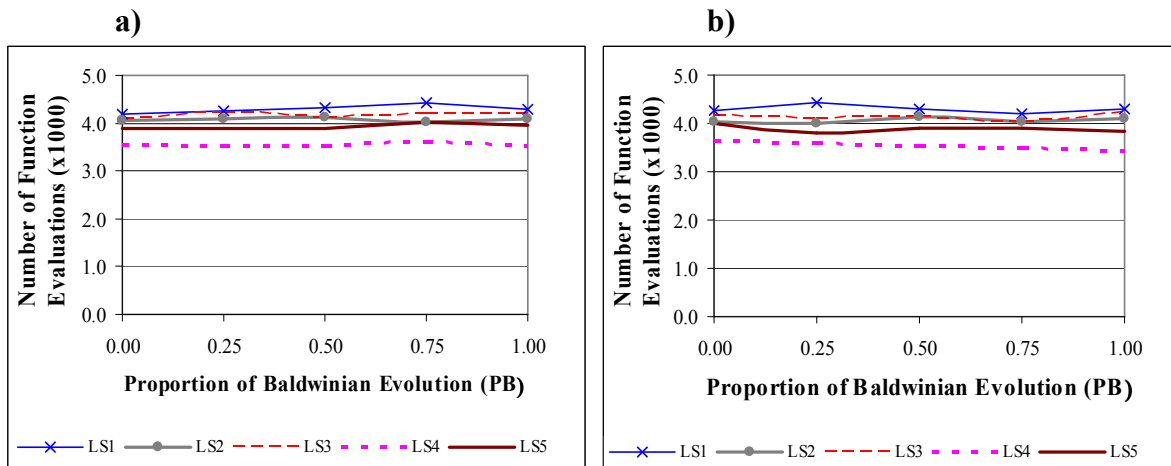 a)
Number of Function
Evaluations (x1000)
5.0
4.0
3.0
2.0
1.0
0.0
0.00 0.25 0.50 0.75 1.00
Proportion of Baldwinian Evolution (PB)
LS1 LS2 LS3 LS4 LS5
b)
Number of Function
Evaluations (x1000)
5.0
4.0
3.0
2.0
1.0
0.0
0.00 0.25 0.50 0.75 1.00
Proportion of Baldwinian Evolution (PB)
LS1 LS2 LS3 LS4 LS5